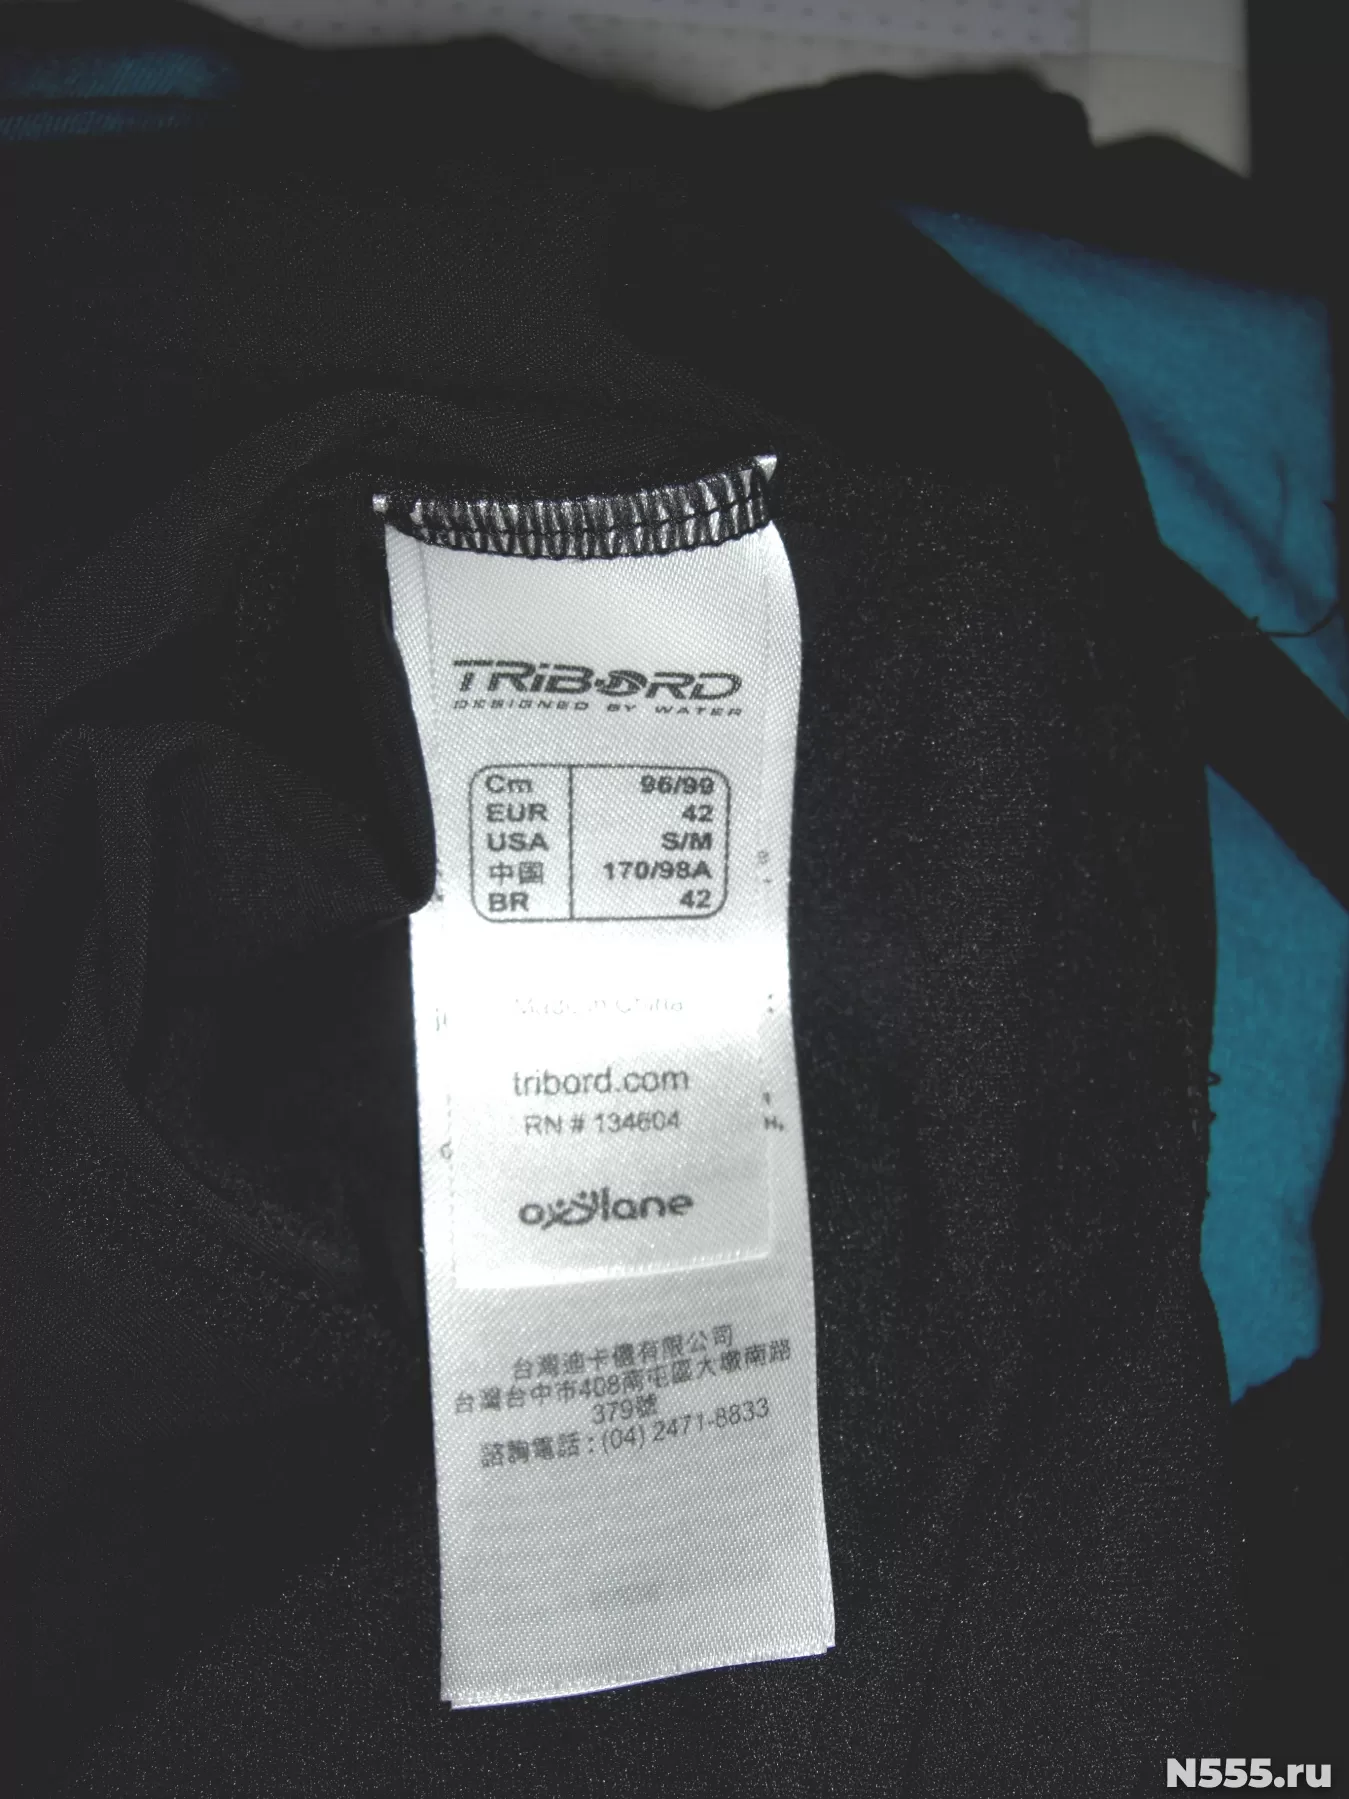 TRIBORD
DESIGNED BY WATER
Cm 96/99
EUR 42
USA S/M
中国 170/98A
BR 42
Made in China
tribord.com
RN # 134604
oxylane
台灣迪卡儂有限公司
台灣台中市408南屯區大墩南路
379號
諮詢電話 : (04) 2471-8833
N555.ru